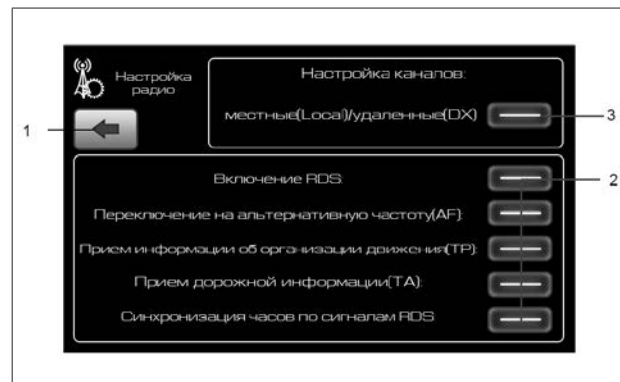 Настройка
радио
Настройка каналов:
местные(Local)/удаленные(DX)
1
3
Включение RDS:
2
Переключение на альтернативную частоту(AF):
Прием информации об организации движения(TP):
Прием дорожной информации(TA):
Синхронизация часов по сигналам RDS